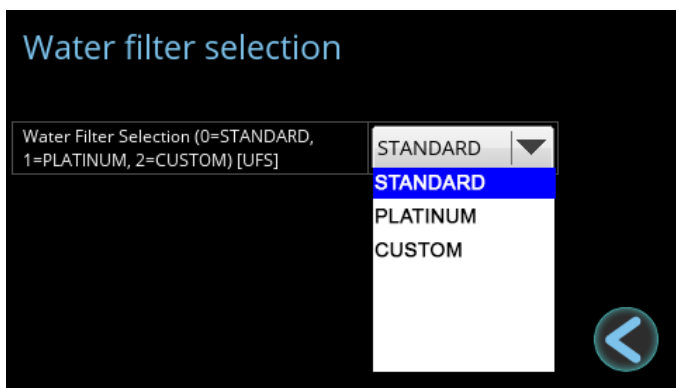 Water filter selection
Water Filter Selection (0=STANDARD,
1=PLATINUM, 2=CUSTOM) [UFS]
STANDARD
STANDARD
PLATINUM
CUSTOM